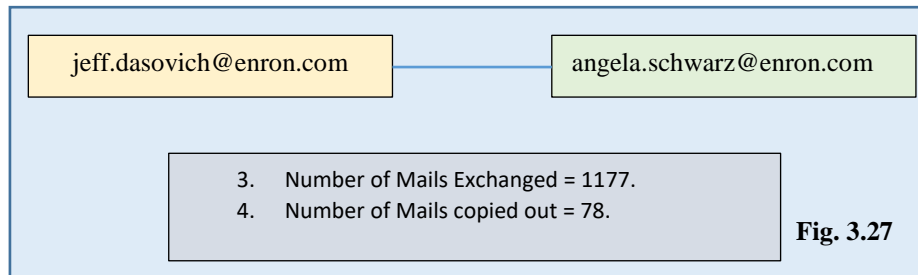 jeff.dasovich@enron.com
angela.schwarz@enron.com
3. Number of Mails Exchanged = 1177.
4. Number of Mails copied out = 78.
Fig. 3.27